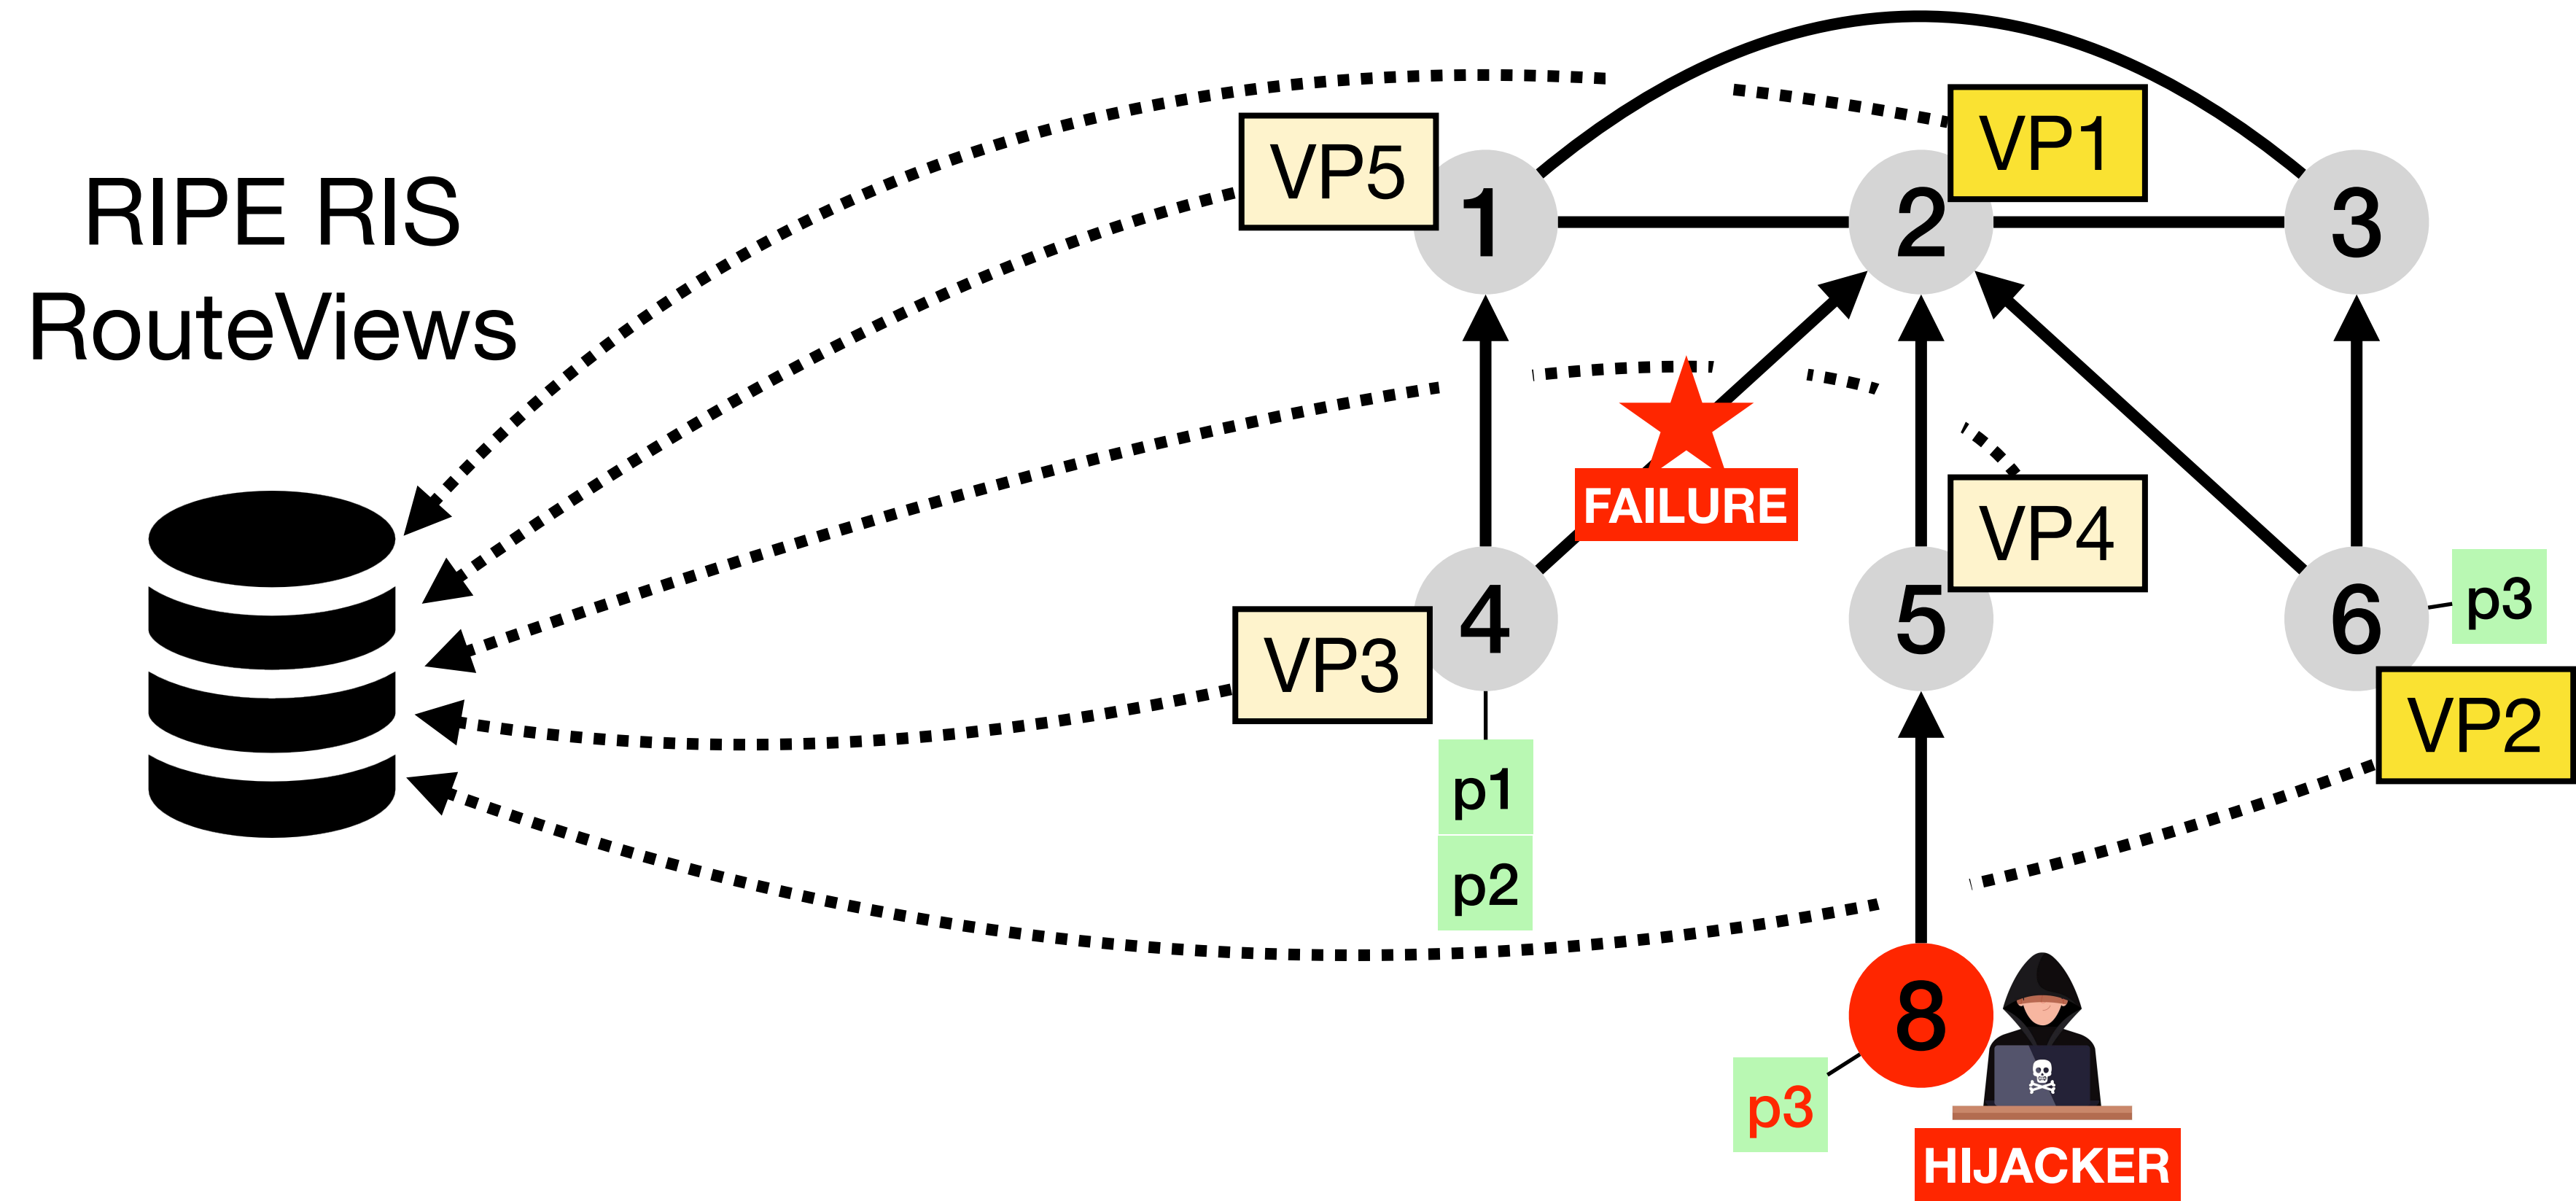 RIPE RIS
RouteViews
VP5
1
VP1
2
3
FAILURE
VP4
VP3
4
5
6
p3
VP2
p1
p2
8
p3
HIJACKER